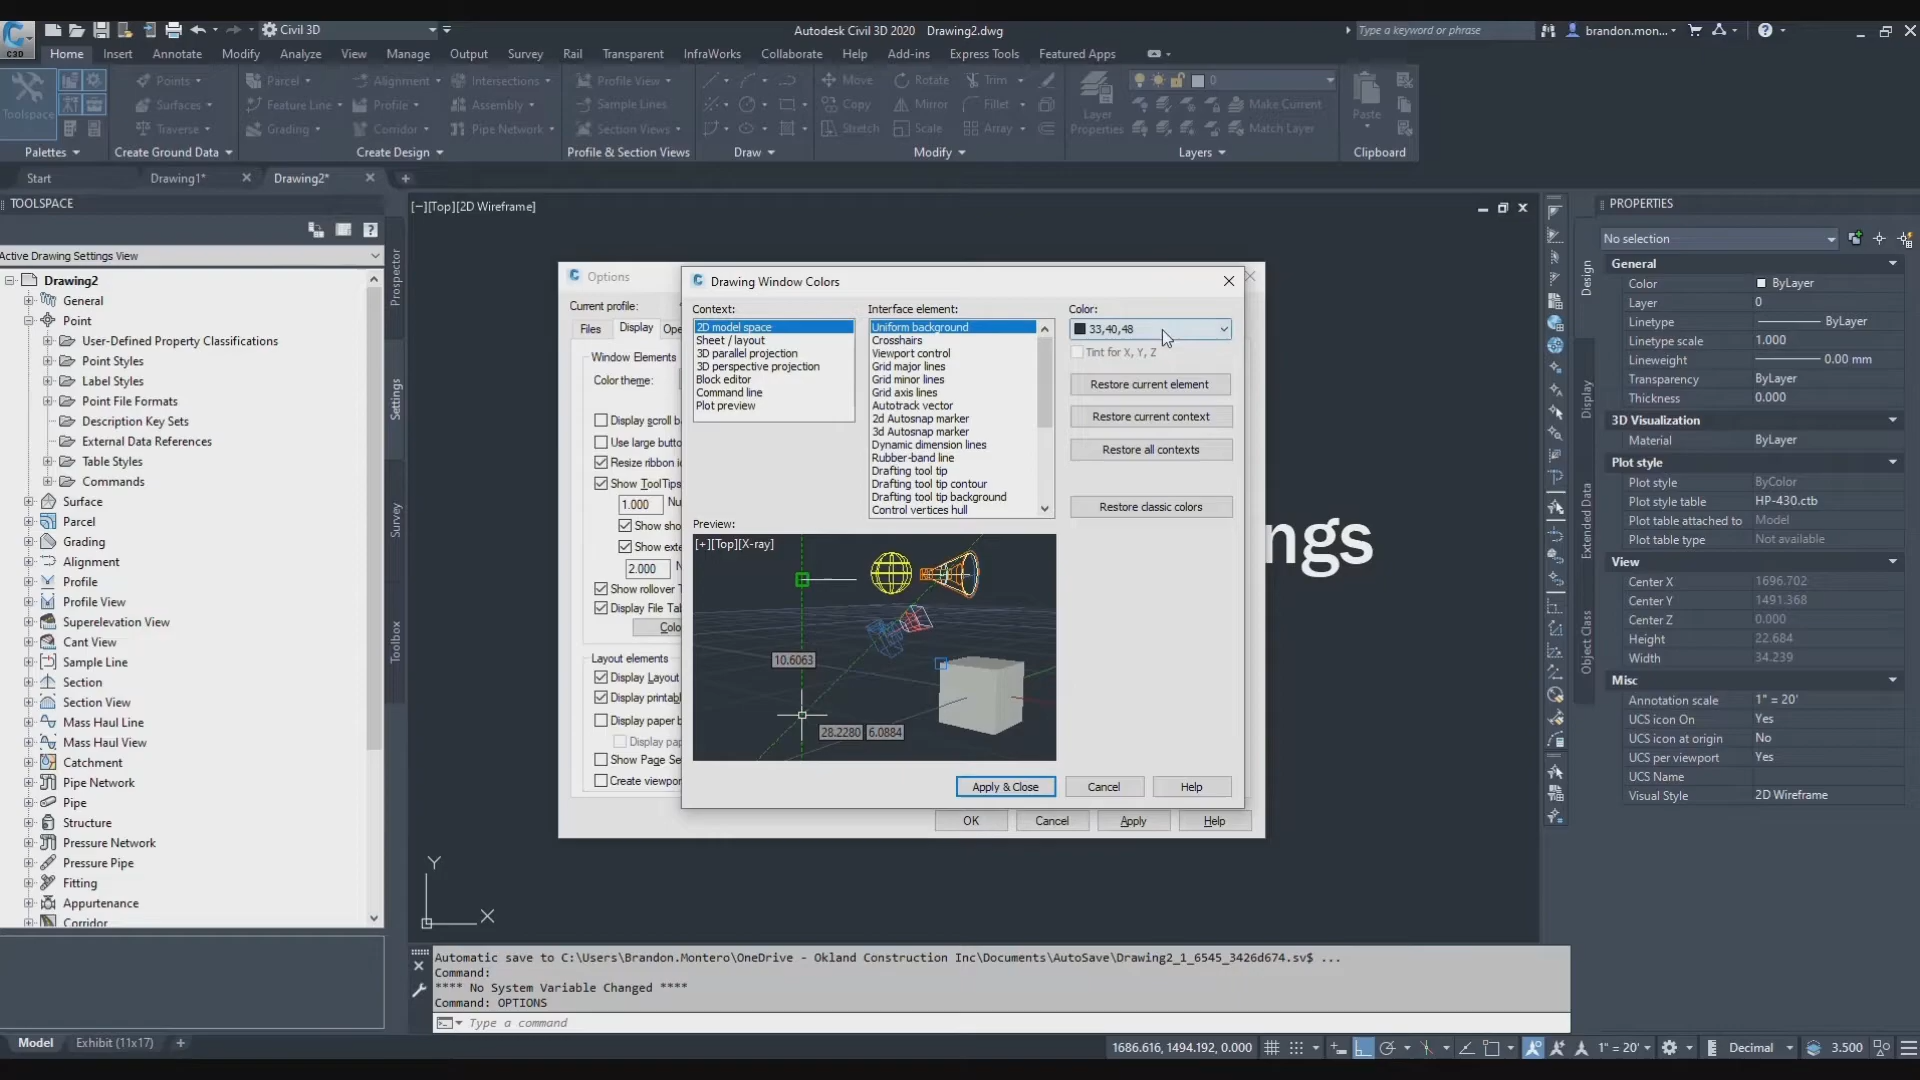 C3D
Civil 3D
Autodesk Civil 3D 2020 Drawing2.dwg
Type a keyword or phrase
brandon.mon...
Home Insert Annotate Modify Analyze View Manage Output Survey Rail Transparent InfraWorks Collaborate Help Add-ins Express Tools Featured Apps
Toolspace
Points
Surfaces
Traverse
Parcel
Feature Line
Grading
Alignment
Profile
Corridor
Intersections
Assembly
Pipe Network
Profile View
Sample Lines
Section Views
Move
Copy
Stretch
Rotate
Mirror
Scale
Trim
Fillet
Array
Layer
Properties
0
Make Current
Match Layer
Paste
Palettes Create Ground Data Create Design Profile & Section Views Draw Modify Layers Clipboard
Start Drawing1* Drawing2*
TOOLSPACE
Active Drawing Settings View
Drawing2
General
Point
User-Defined Property Classifications
Point Styles
Label Styles
Point File Formats
Description Key Sets
External Data References
Table Styles
Commands
Surface
Parcel
Grading
Alignment
Profile
Profile View
Superelevation View
Cant View
Sample Line
Section
Section View
Mass Haul Line
Mass Haul View
Catchment
Pipe Network
Pipe
Structure
Pressure Network
Pressure Pipe
Fitting
Appurtenance
Corridor
Prospector
Settings
Survey
Toolbox
[−][Top][2D Wireframe]
Options
Current profile:
Files Display Ope
Window Elements
Color theme:
Display scroll ba
Use large butto
Resize ribbon ic
Show ToolTips
1.000 Nu
Show sho
Show exte
2.000 N
Show rollover T
Display File Tab
Colo
Layout elements
Display Layout
Display printab
Display paper b
Display pap
Show Page Se
Create viewpor
OK Cancel Apply Help
Drawing Window Colors
Context:
2D model space
Sheet / layout
3D parallel projection
3D perspective projection
Block editor
Command line
Plot preview
Interface element:
Uniform background
Crosshairs
Viewport control
Grid major lines
Grid minor lines
Grid axis lines
Autotrack vector
2d Autosnap marker
3d Autosnap marker
Dynamic dimension lines
Rubber-band line
Drafting tool tip
Drafting tool tip contour
Drafting tool tip background
Control vertices hull
Color:
33,40,48
Tint for X, Y, Z
Restore current element
Restore current context
Restore all contexts
Restore classic colors
Preview:
[+][Top][X-ray]
10.6063
28.2280 6.0884
Apply & Close Cancel Help
ngs
Y
X
Automatic save to C:\Users\Brandon.Montero\OneDrive - Okland Construction Inc\Documents\AutoSave\Drawing2_1_6545_3426d674.sv$ ...
Command:
**** No System Variable Changed ****
Command: OPTIONS
Type a command
PROPERTIES
No selection
General
Color ByLayer
Layer 0
Linetype ByLayer
Linetype scale 1.000
Lineweight 0.00 mm
Transparency ByLayer
Thickness 0.000
3D Visualization
Material ByLayer
Plot style
Plot style ByColor
Plot style table HP-430.ctb
Plot table attached to Model
Plot table type Not available
View
Center X 1696.702
Center Y 1491.368
Center Z 0.000
Height 22.684
Width 34.239
Misc
Annotation scale 1" = 20'
UCS icon On Yes
UCS icon at origin No
UCS per viewport Yes
UCS Name
Visual Style 2D Wireframe
Design
Display
Extended Data
Object Class
Model Exhibit (11x17)
1686.616, 1494.192, 0.000 1" = 20' Decimal 3.500